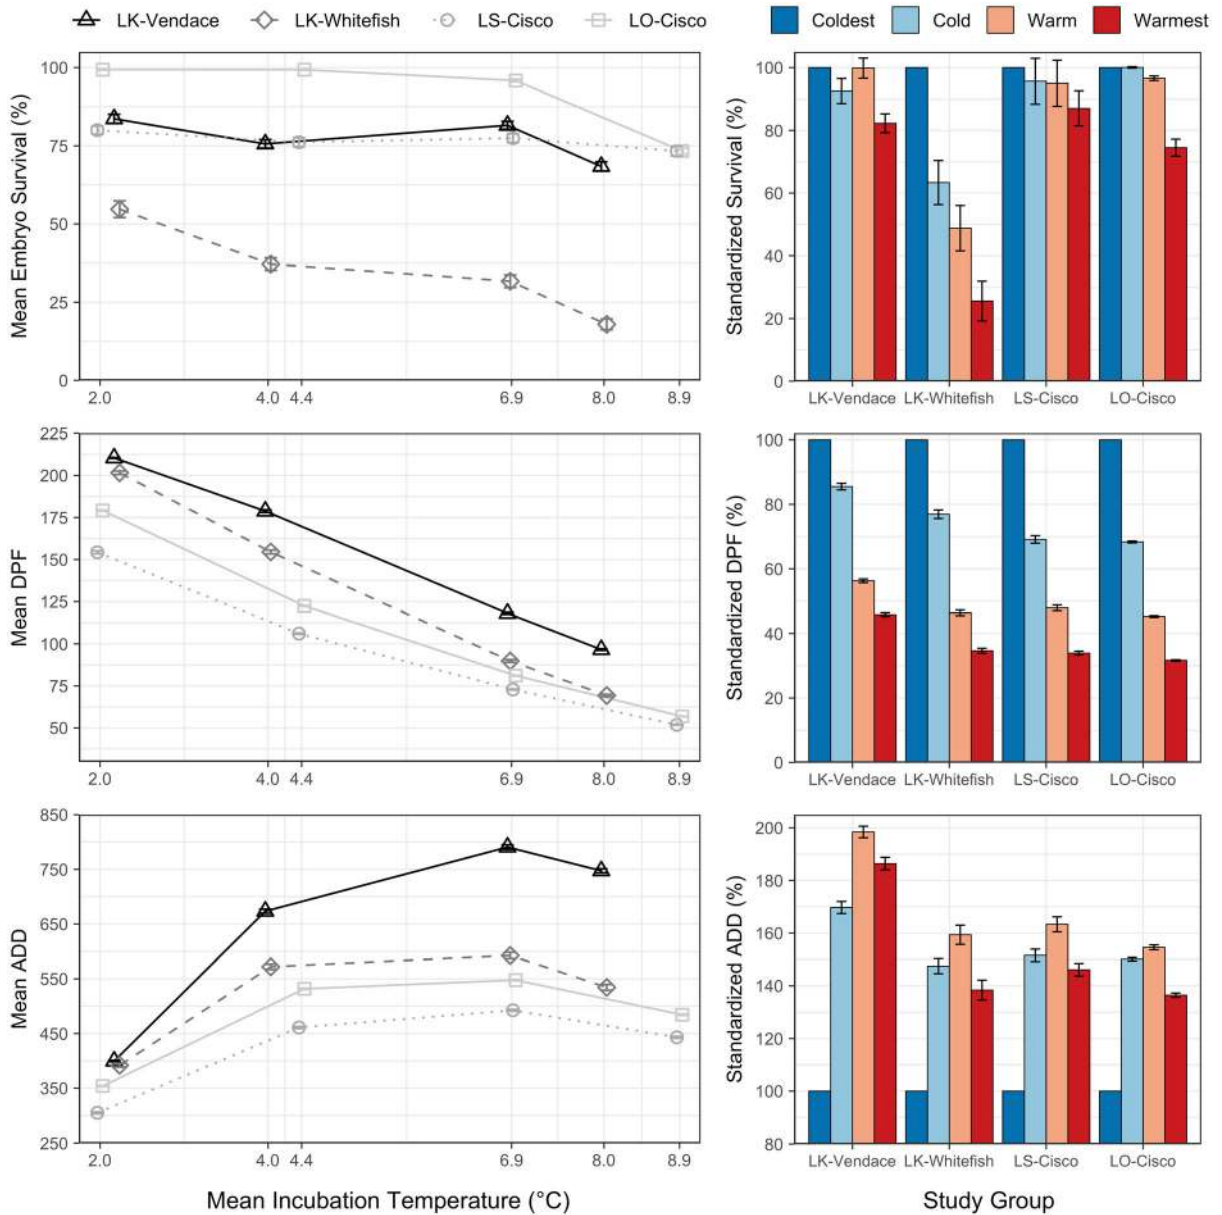 LK-Vendace LK-Whitefish LS-Cisco LO-Cisco
Coldest Cold Warm Warmest
Mean Embryo Survival (%)
100
75
50
25
0
2.0 4.0 4.4 6.9 8.0 8.9
Standardized Survival (%)
100
80
60
40
20
0
LK-Vendace LK-Whitefish LS-Cisco LO-Cisco
Mean DPF
225
200
175
150
125
100
75
50
2.0 4.0 4.4 6.9 8.0 8.9
Standardized DPF (%)
100
80
60
40
20
0
LK-Vendace LK-Whitefish LS-Cisco LO-Cisco
Mean ADD
850
750
650
550
450
350
250
2.0 4.0 4.4 6.9 8.0 8.9
Mean Incubation Temperature (°C)
Standardized ADD (%)
200
180
160
140
120
100
80
LK-Vendace LK-Whitefish LS-Cisco LO-Cisco
Study Group